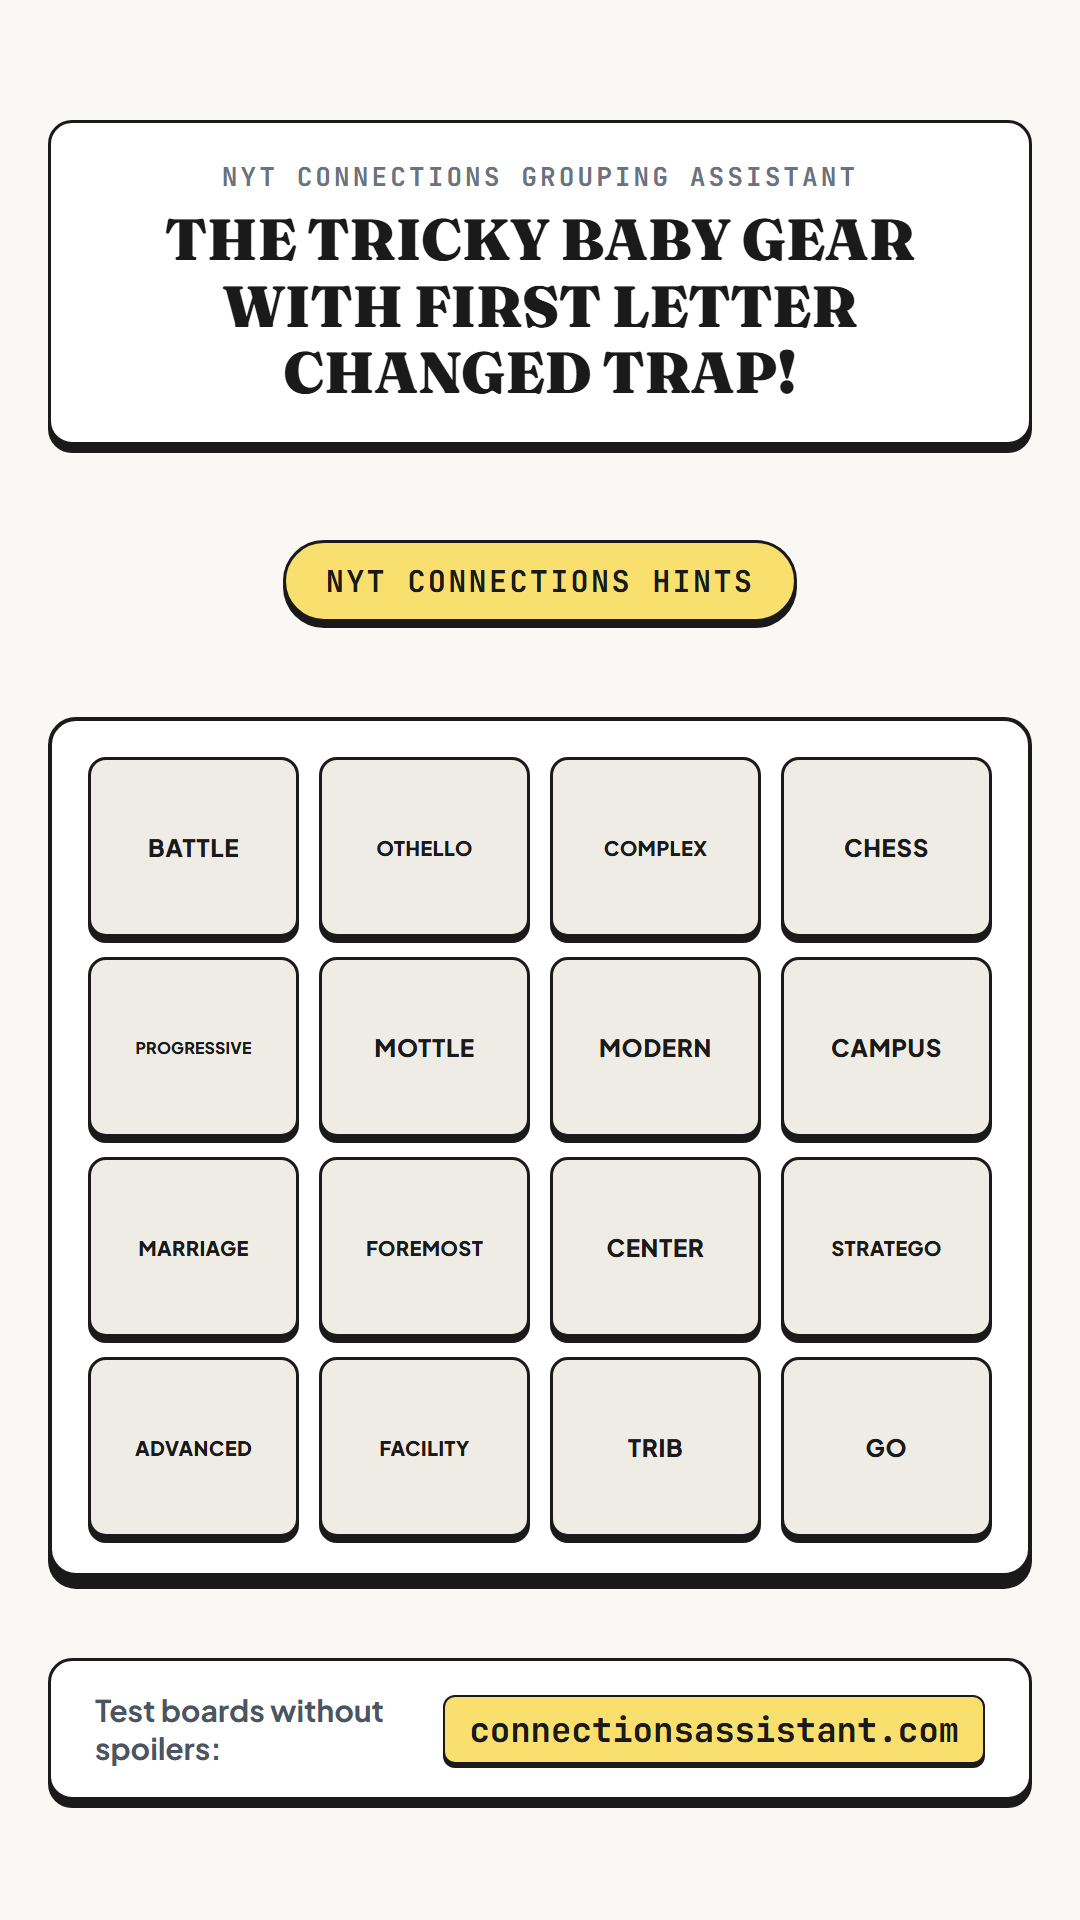 NYT CONNECTIONS GROUPING ASSISTANT
THE TRICKY BABY GEAR
WITH FIRST LETTER
CHANGED TRAP!
NYT CONNECTIONS HINTS
BATTLE OTHELLO COMPLEX CHESS
PROGRESSIVE MOTTLE MODERN CAMPUS
MARRIAGE FOREMOST CENTER STRATEGO
ADVANCED FACILITY TRIB GO
Test boards without
spoilers:
connectionsassistant.com